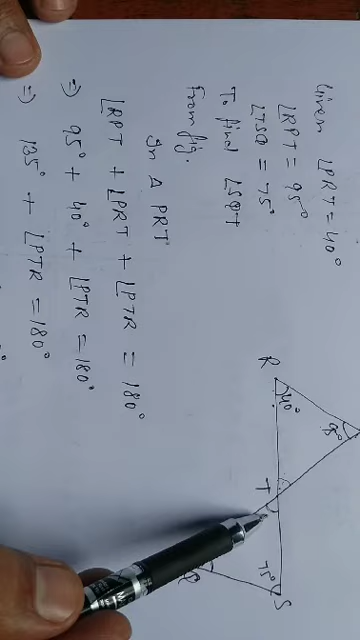 Given ∠PRT = 40°
∠RPT = 95°
∠TSQ = 75°
To find ∠SQT
From fig.
In Δ PRT
∠RPT + ∠PRT + ∠PTR = 180°
⇒ 95° + 40° + ∠PTR = 180°
⇒ 135° + ∠PTR = 180°
R
40°
95°
T
75°
S
Q